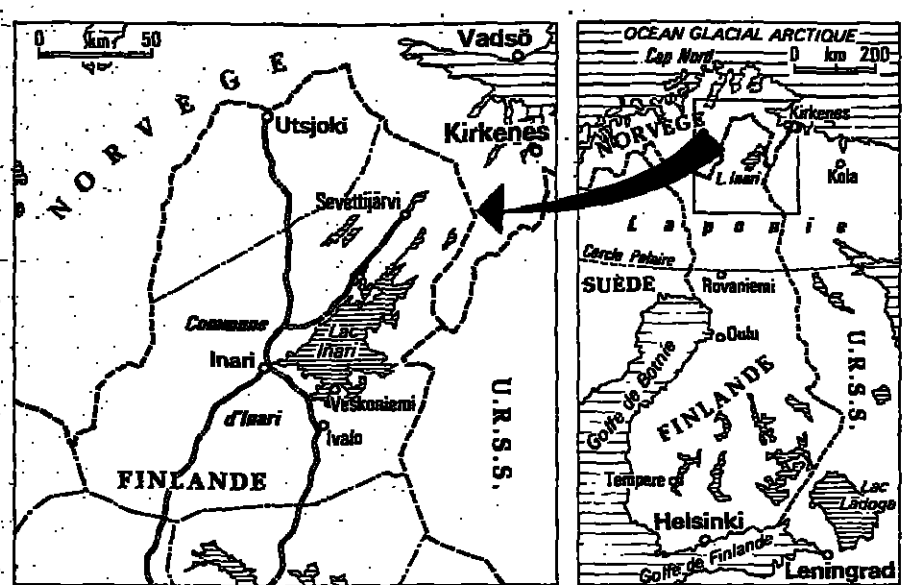 0 km 50
Vadsö
NORVÈGE
Utsjoki
Kirkenes
Sevettijärvi
Commune
Lac
Inari
Inari
Veskoniemi
d'Inari
Ivalo
U.R.S.S.
FINLANDE
OCÉAN GLACIAL ARCTIQUE
Cap Nord
0 km 200
Kirkenes
NORVÈGE
L. Inari
Kola
Laponie
Cercle Polaire
SUÈDE
Rovaniemi
Oulu
Golfe de Botnie
U.R.S.S.
FINLANDE
Tempere
Lac
Ladoga
Helsinki
Golfe de Finlande
Leningrad